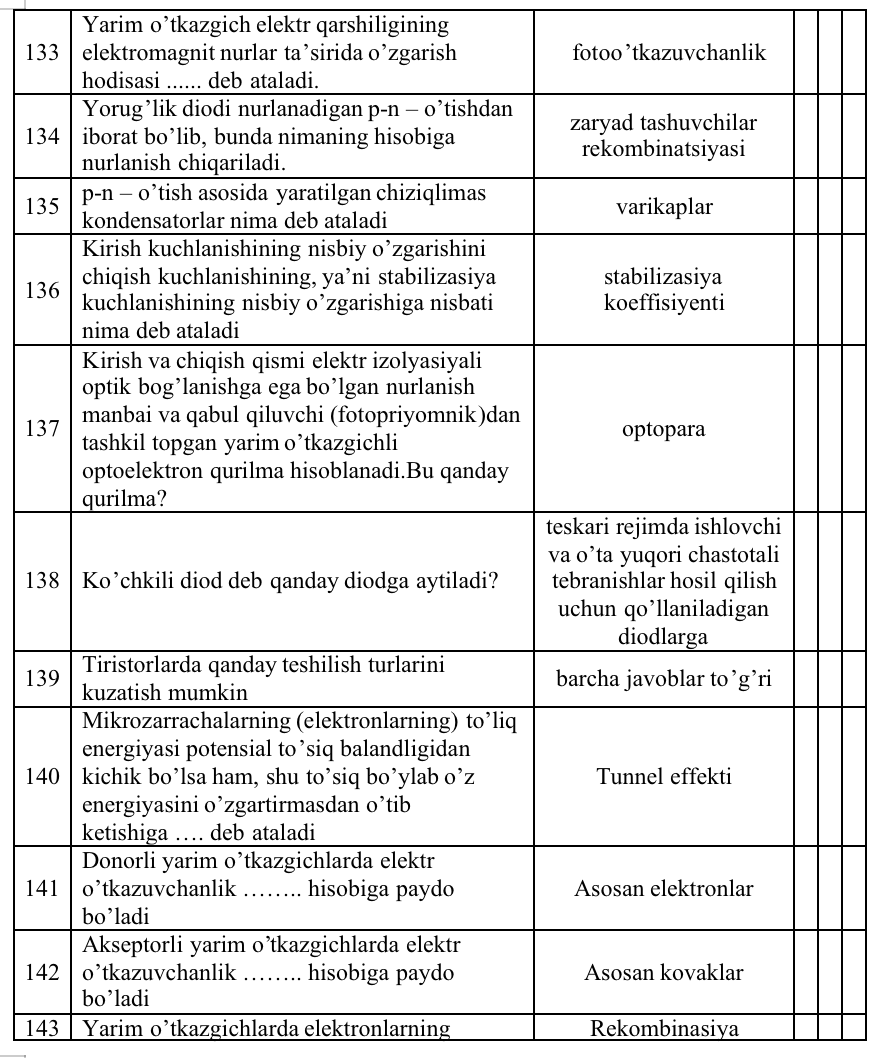 133
Yarim o’tkazgich elektr qarshiligining
elektromagnit nurlar ta’sirida o’zgarish
hodisasi ...... deb ataladi.
fotoo’tkazuvchanlik
134
Yorug’lik diodi nurlanadigan p-n – o’tishdan
iborat bo’lib, bunda nimaning hisobiga
nurlanish chiqariladi.
zaryad tashuvchilar
rekombinatsiyasi
135
p-n – o’tish asosida yaratilgan chiziqlimas
kondensatorlar nima deb ataladi
varikaplar
136
Kirish kuchlanishining nisbiy o’zgarishini
chiqish kuchlanishining, ya’ni stabilizasiya
kuchlanishining nisbiy o’zgarishiga nisbati
nima deb ataladi
stabilizasiya
koeffisiyenti
137
Kirish va chiqish qismi elektr izolyasiyali
optik bog’lanishga ega bo’lgan nurlanish
manbai va qabul qiluvchi (fotopriyomnik)dan
tashkil topgan yarim o’tkazgichli
optoelektron qurilma hisoblanadi.Bu qanday
qurilma?
optopara
138
Ko’chkili diod deb qanday diodga aytiladi?
teskari rejimda ishlovchi
va o’ta yuqori chastotali
tebranishlar hosil qilish
uchun qo’llaniladigan
diodlarga
139
Tiristorlarda qanday teshilish turlarini
kuzatish mumkin
barcha javoblar to’g’ri
140
Mikrozarrachalarning (elektronlarning) to’liq
energiyasi potensial to’siq balandligidan
kichik bo’lsa ham, shu to’siq bo’ylab o’z
energiyasini o’zgartirmasdan o’tib
ketishiga …. deb ataladi
Tunnel effekti
141
Donorli yarim o’tkazgichlarda elektr
o’tkazuvchanlik …….. hisobiga paydo
bo’ladi
Asosan elektronlar
142
Akseptorli yarim o’tkazgichlarda elektr
o’tkazuvchanlik …….. hisobiga paydo
bo’ladi
Asosan kovaklar
143
Yarim o’tkazgichlarda elektronlarning
Rekombinasiya